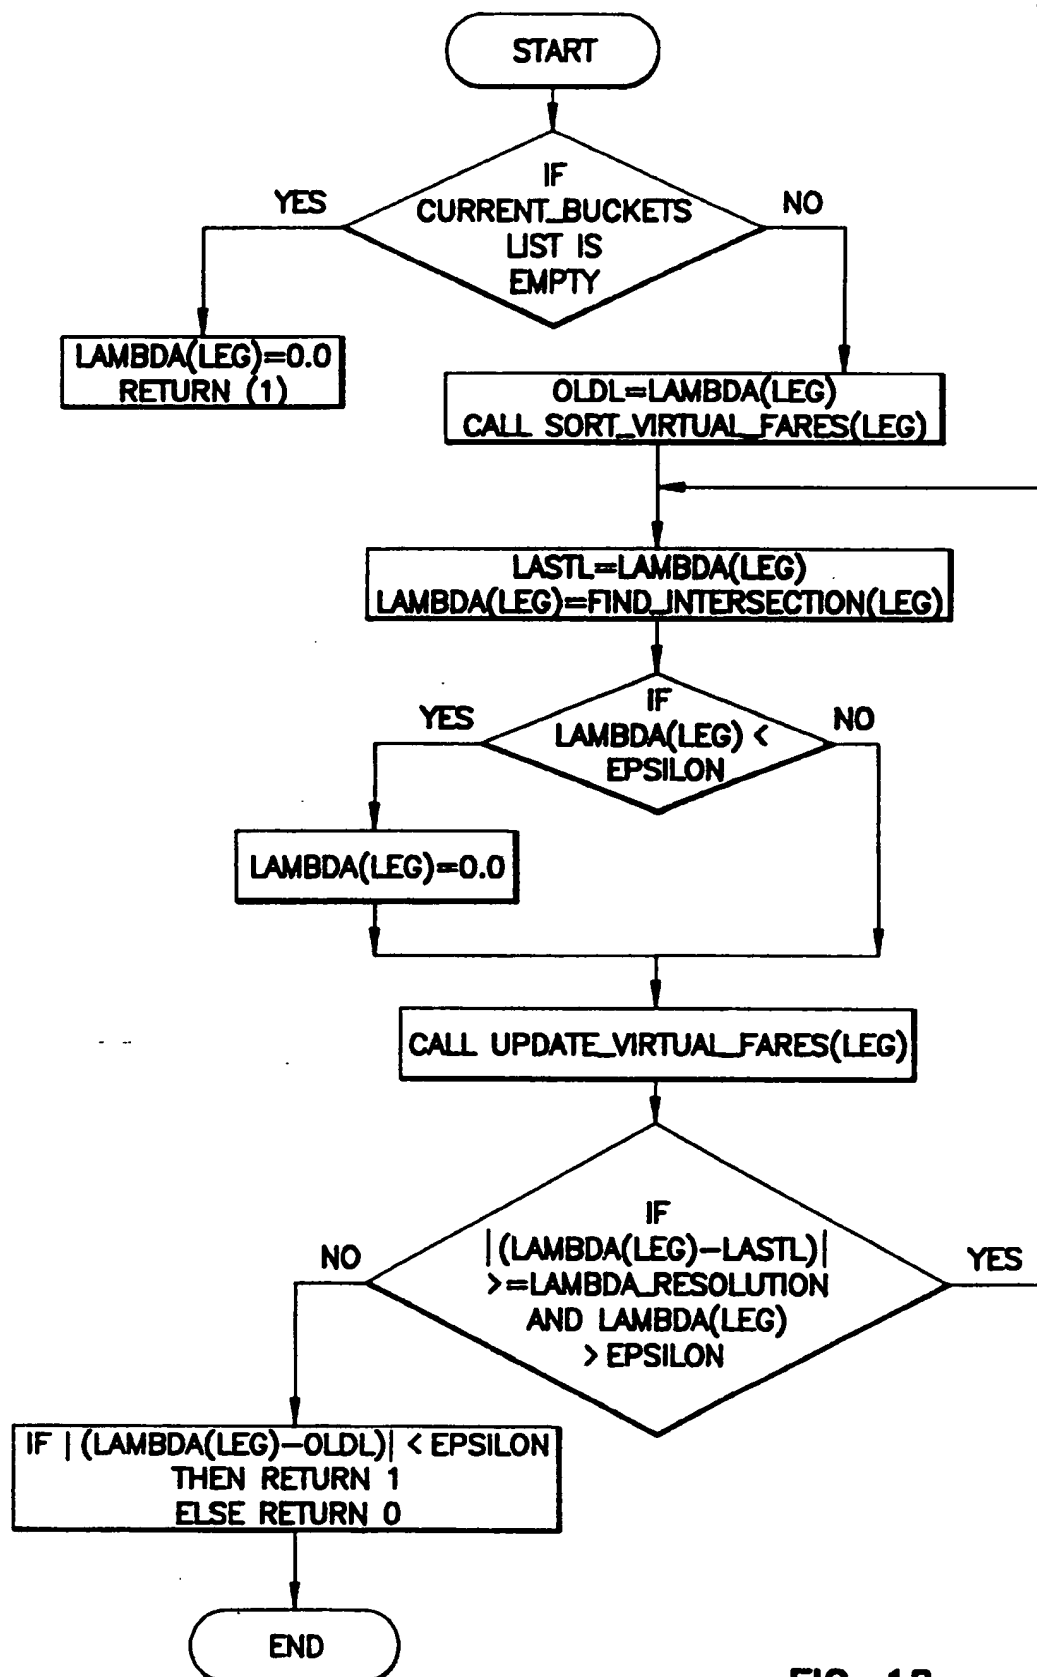 START
IF
CURRENT_BUCKETS
LIST IS
EMPTY
YES
NO
LAMBDA(LEG)=0.0
RETURN (1)
OLDL=LAMBDA(LEG)
CALL SORT_VIRTUAL_FARES(LEG)
LASTL=LAMBDA(LEG)
LAMBDA(LEG)=FIND_INTERSECTION(LEG)
IF
LAMBDA(LEG) <
EPSILON
YES
NO
LAMBDA(LEG)=0.0
CALL UPDATE_VIRTUAL_FARES(LEG)
IF
|(LAMBDA(LEG)-LASTL)|
>=LAMBDA_RESOLUTION
AND LAMBDA(LEG)
> EPSILON
NO
YES
IF |(LAMBDA(LEG)-OLDL)| < EPSILON
THEN RETURN 1
ELSE RETURN 0
END